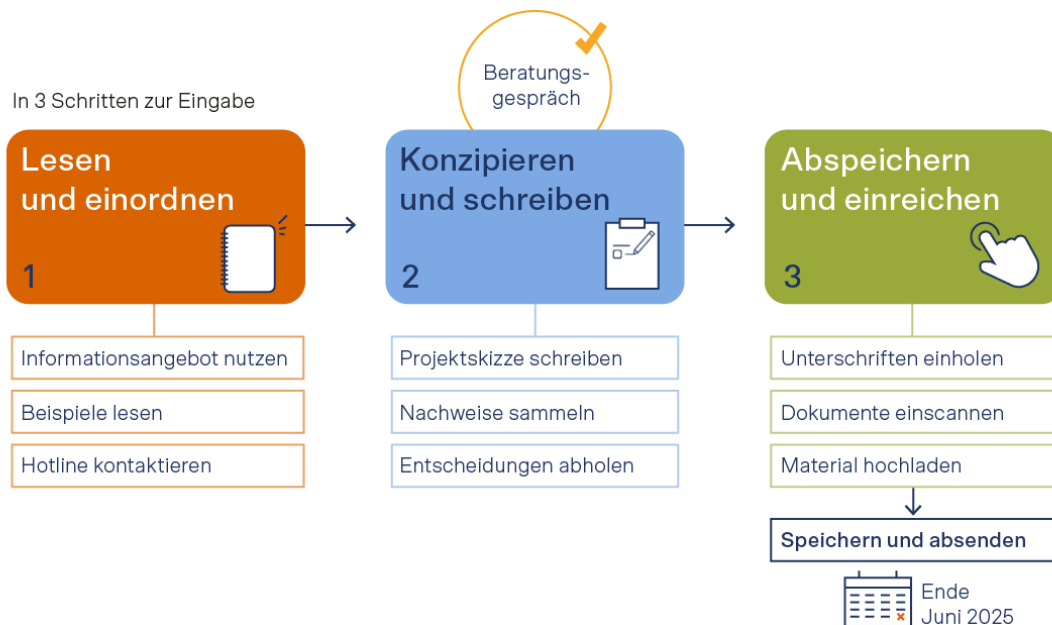 In 3 Schritten zur Eingabe
Beratungs-
gespräch
Lesen
und einordnen
1
Informationsangebot nutzen
Beispiele lesen
Hotline kontaktieren
Konzipieren
und schreiben
2
Projektskizze schreiben
Nachweise sammeln
Entscheidungen abholen
Abspeichern
und einreichen
3
Unterschriften einholen
Dokumente einscannen
Material hochladen
Speichern und absenden
Ende
Juni 2025